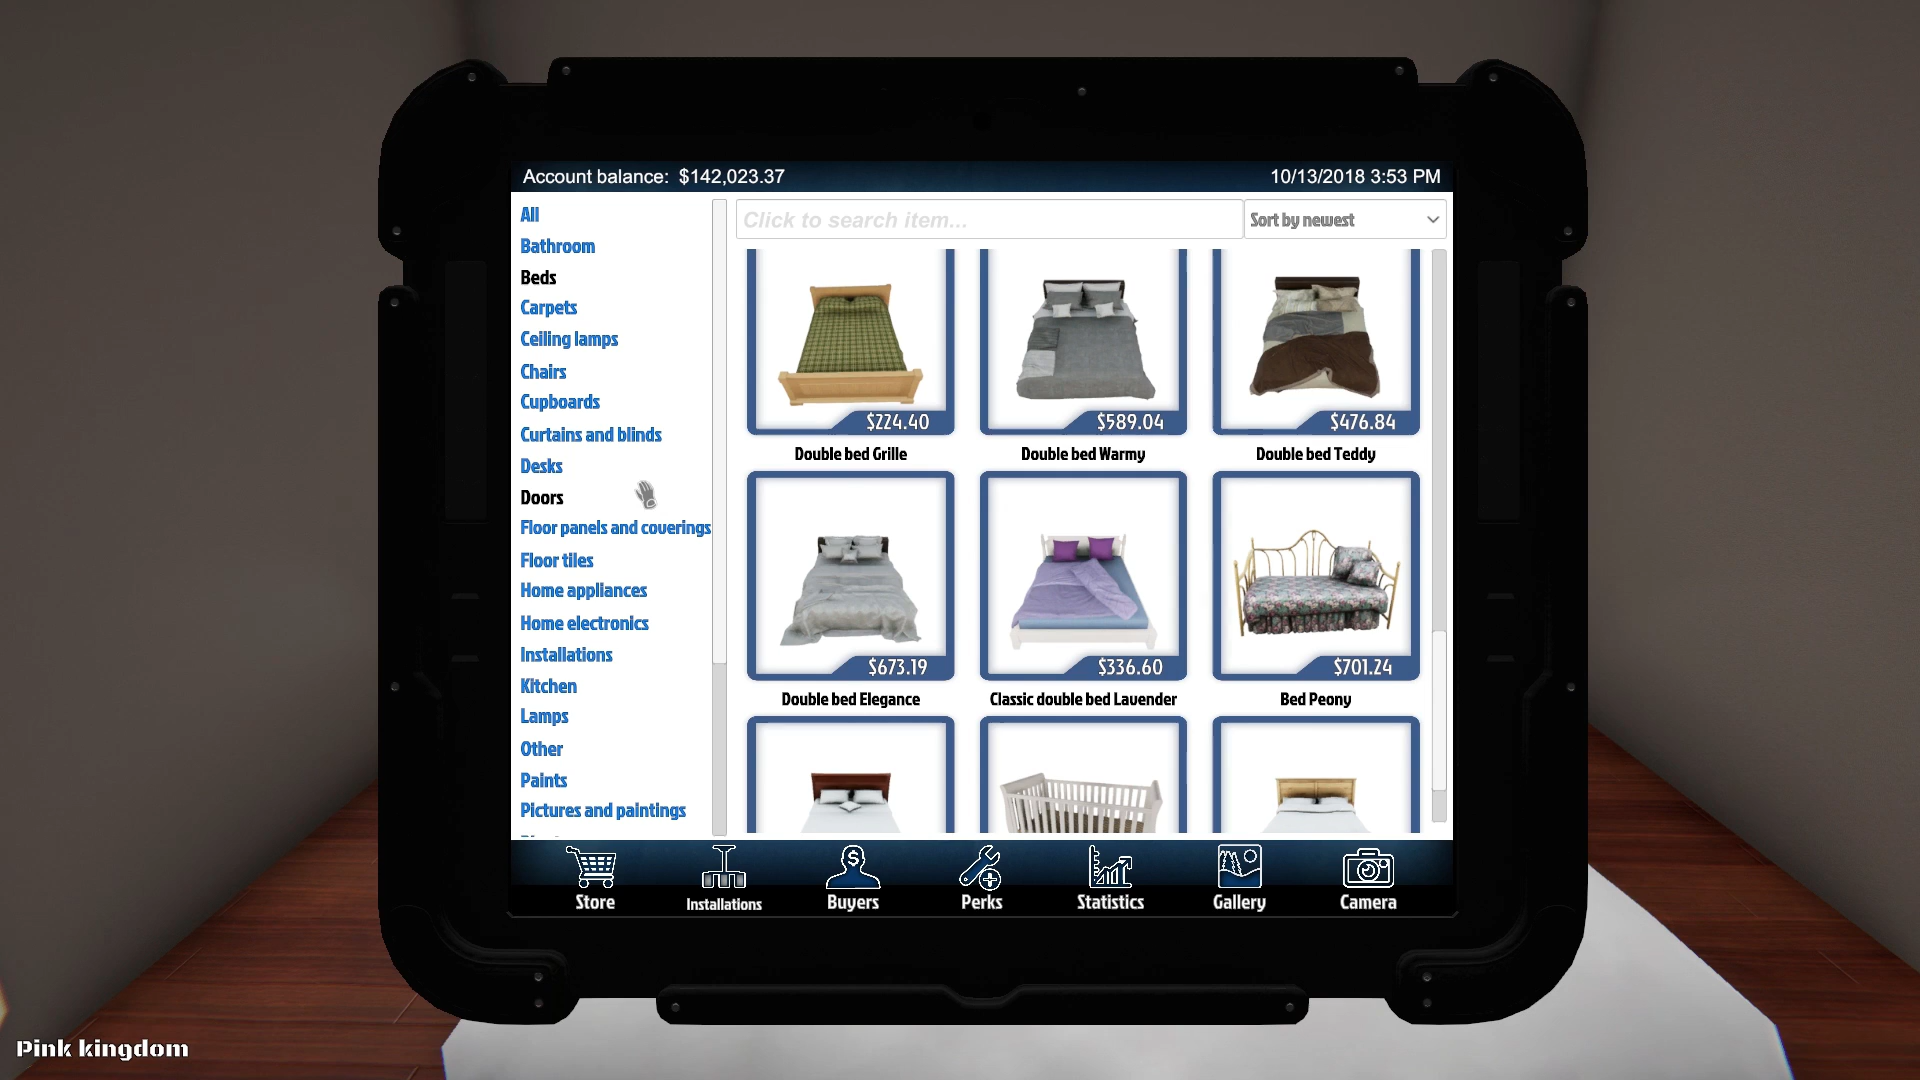 Account balance: $142,023.37
10/13/2018 3:53 PM
All
Bathroom
Beds
Carpets
Ceiling lamps
Chairs
Cupboards
Curtains and blinds
Desks
Doors
Floor panels and coverings
Floor tiles
Home appliances
Home electronics
Installations
Kitchen
Lamps
Other
Paints
Pictures and paintings
Click to search item...
Sort by newest
$224.40
$589.04
$476.84
Double bed Grille
Double bed Warmy
Double bed Teddy
$673.19
$336.60
$701.24
Double bed Elegance
Classic double bed Lavender
Bed Peony
Store
Installations
Buyers
Perks
Statistics
Gallery
Camera
Pink kingdom